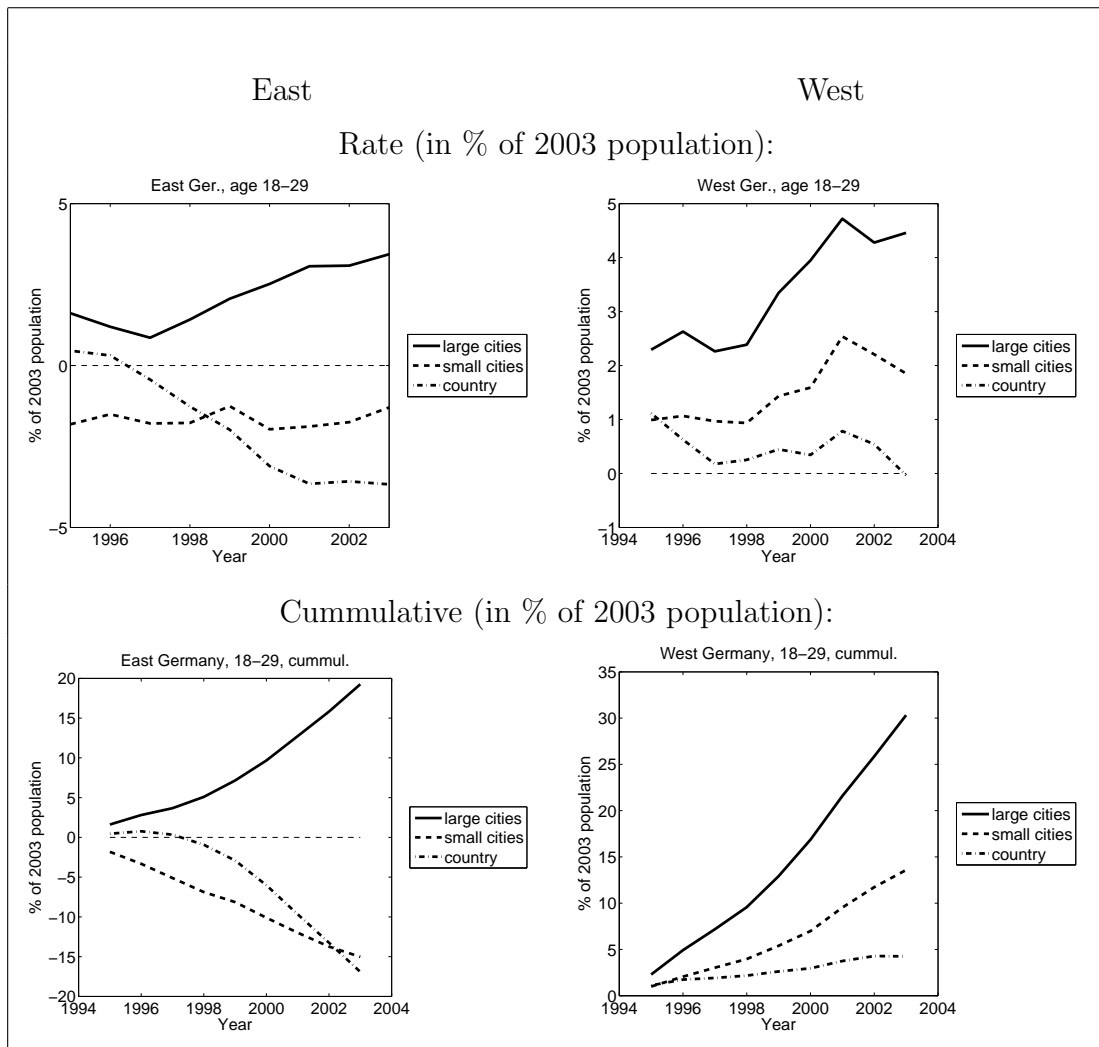 East West
Rate (in % of 2003 population):
East Ger., age 18−29
5
0
−5
% of 2003 population
1996 1998 2000 2002
Year
large cities
small cities
country
West Ger., age 18−29
5
4
3
2
1
0
−1
% of 2003 population
1994 1996 1998 2000 2002 2004
Year
large cities
small cities
country
Cummulative (in % of 2003 population):
East Germany, 18−29, cummul.
20
15
10
5
0
−5
−10
−15
−20
% of 2003 population
1994 1996 1998 2000 2002 2004
Year
large cities
small cities
country
West Germany, 18−29, cummul.
35
30
25
20
15
10
5
0
% of 2003 population
1994 1996 1998 2000 2002 2004
Year
large cities
small cities
country